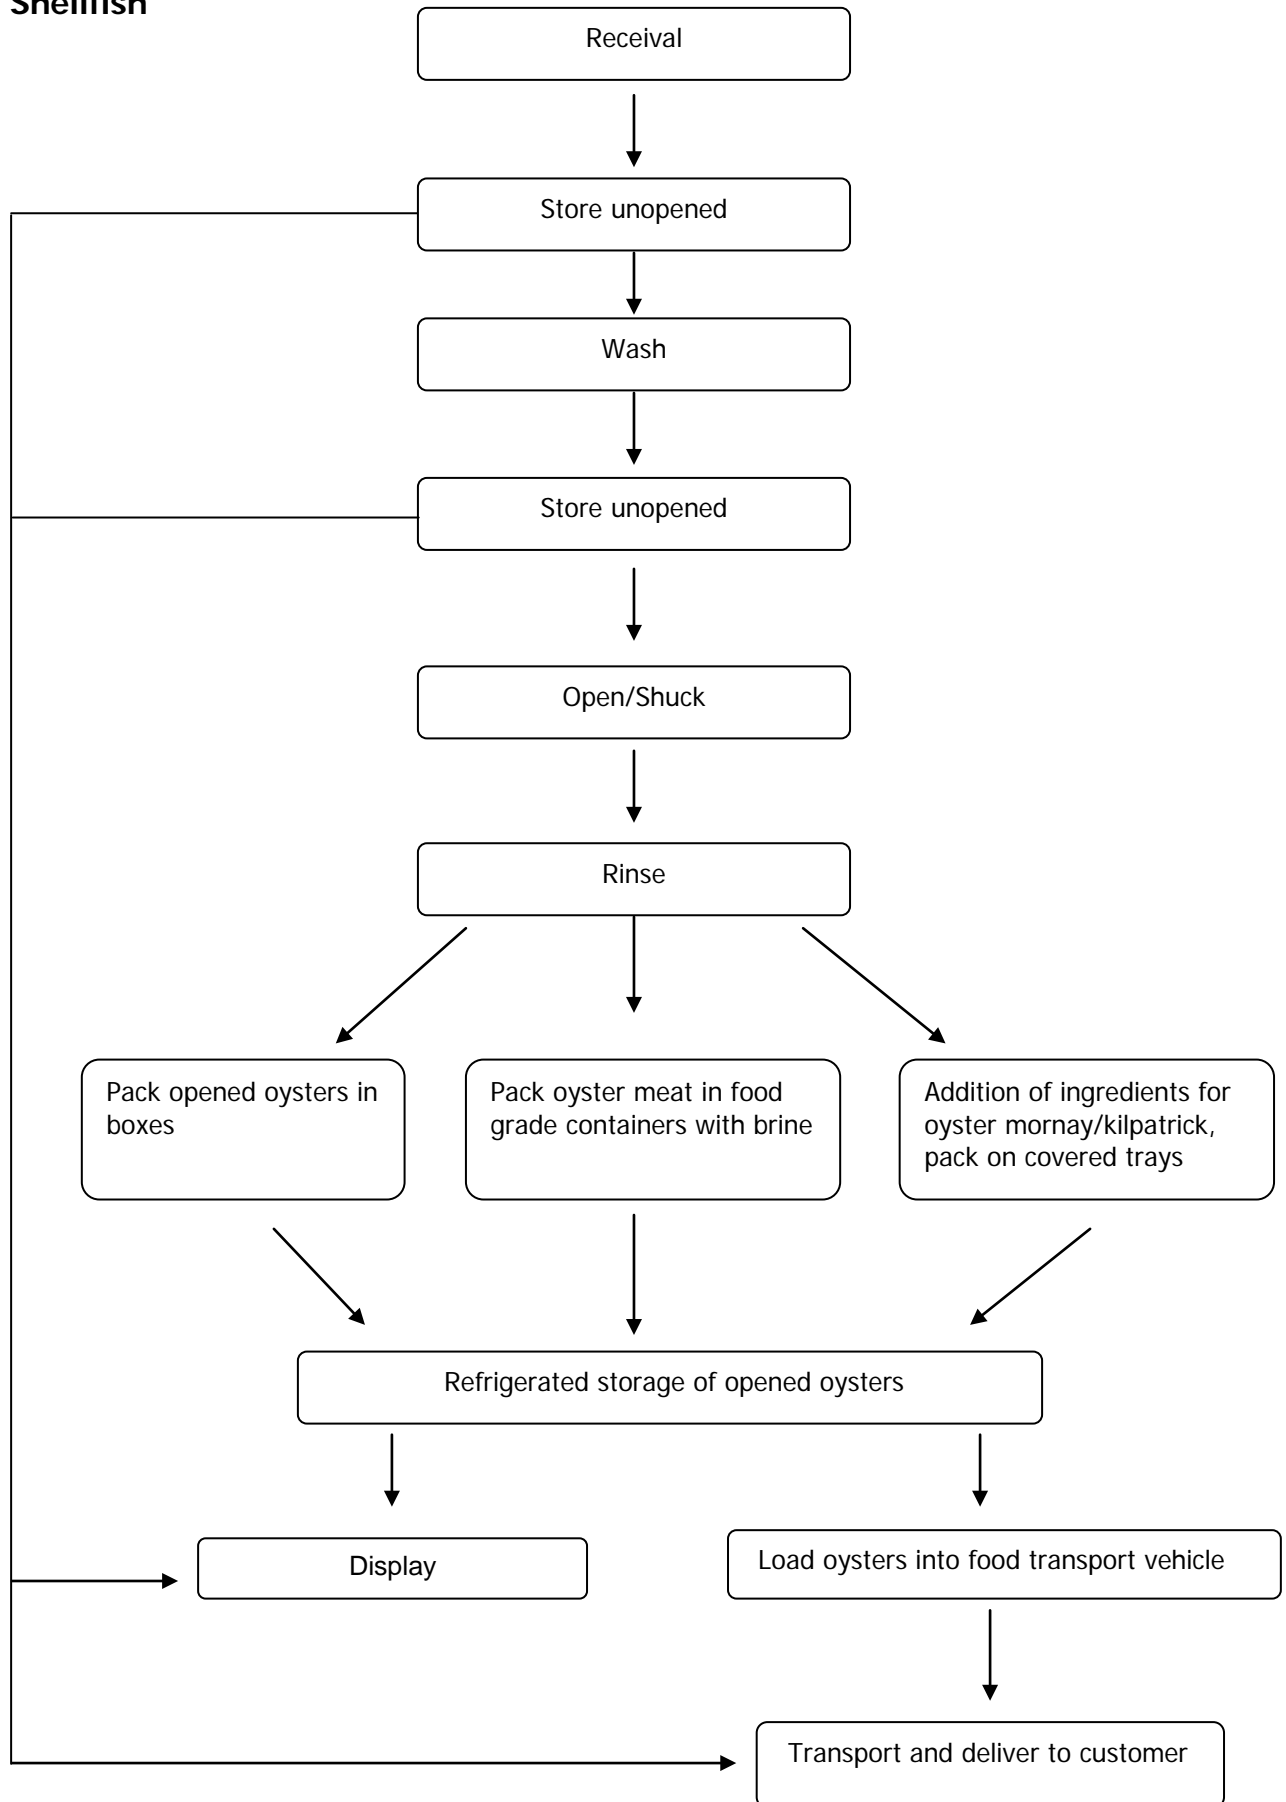 Shellfish
Receival
Store unopened
Wash
Store unopened
Open/Shuck
Rinse
Pack opened oysters in
boxes
Pack oyster meat in food
grade containers with brine
Addition of ingredients for
oyster mornay/kilpatrick,
pack on covered trays
Refrigerated storage of opened oysters
Display
Load oysters into food transport vehicle
Transport and deliver to customer